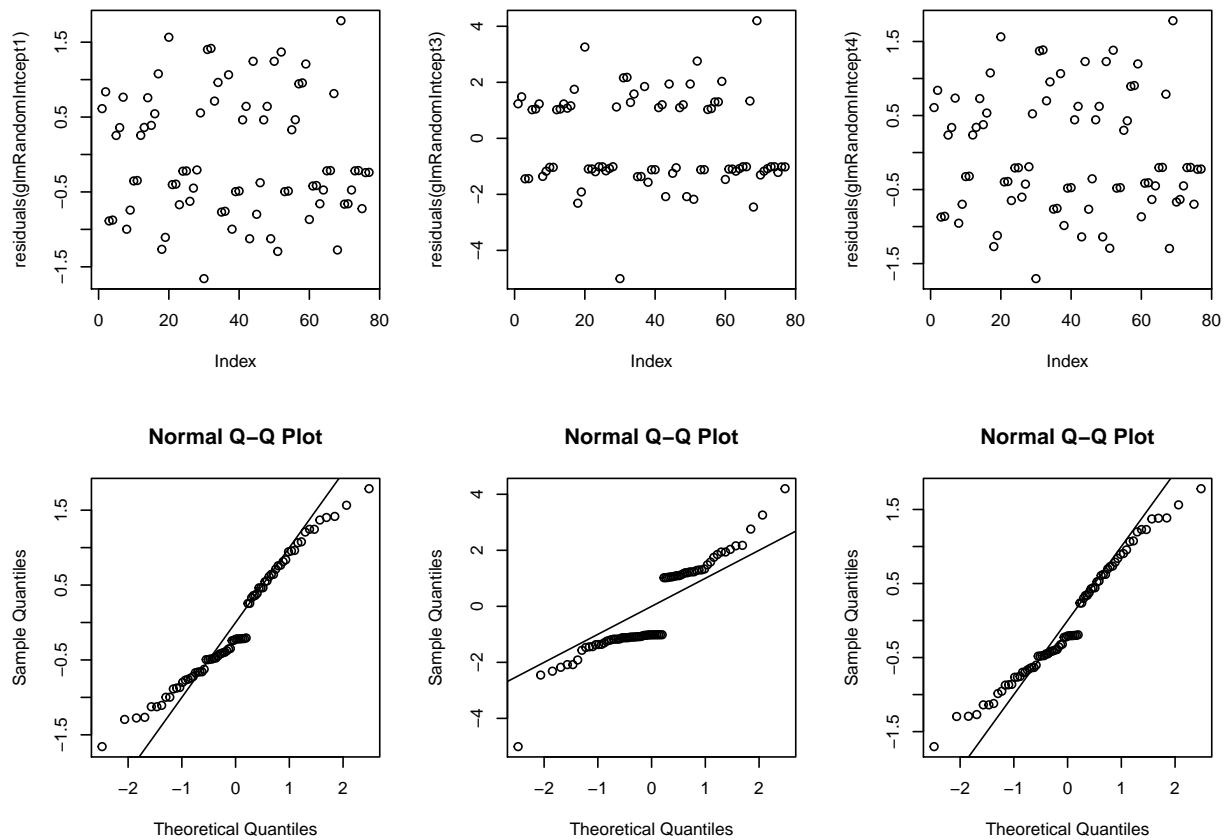 residuals(glmRandomIntcept1)
1.5
0.5
−0.5
−1.5
0 20 40 60 80
Index
residuals(glmRandomIntcept3)
4
2
0
−2
−4
0 20 40 60 80
Index
residuals(glmRandomIntcept4)
1.5
0.5
−0.5
−1.5
0 20 40 60 80
Index
Normal Q−Q Plot
Sample Quantiles
1.5
0.5
−0.5
−1.5
−2 −1 0 1 2
Theoretical Quantiles
Normal Q−Q Plot
Sample Quantiles
4
2
0
−2
−4
−2 −1 0 1 2
Theoretical Quantiles
Normal Q−Q Plot
Sample Quantiles
1.5
0.5
−0.5
−1.5
−2 −1 0 1 2
Theoretical Quantiles